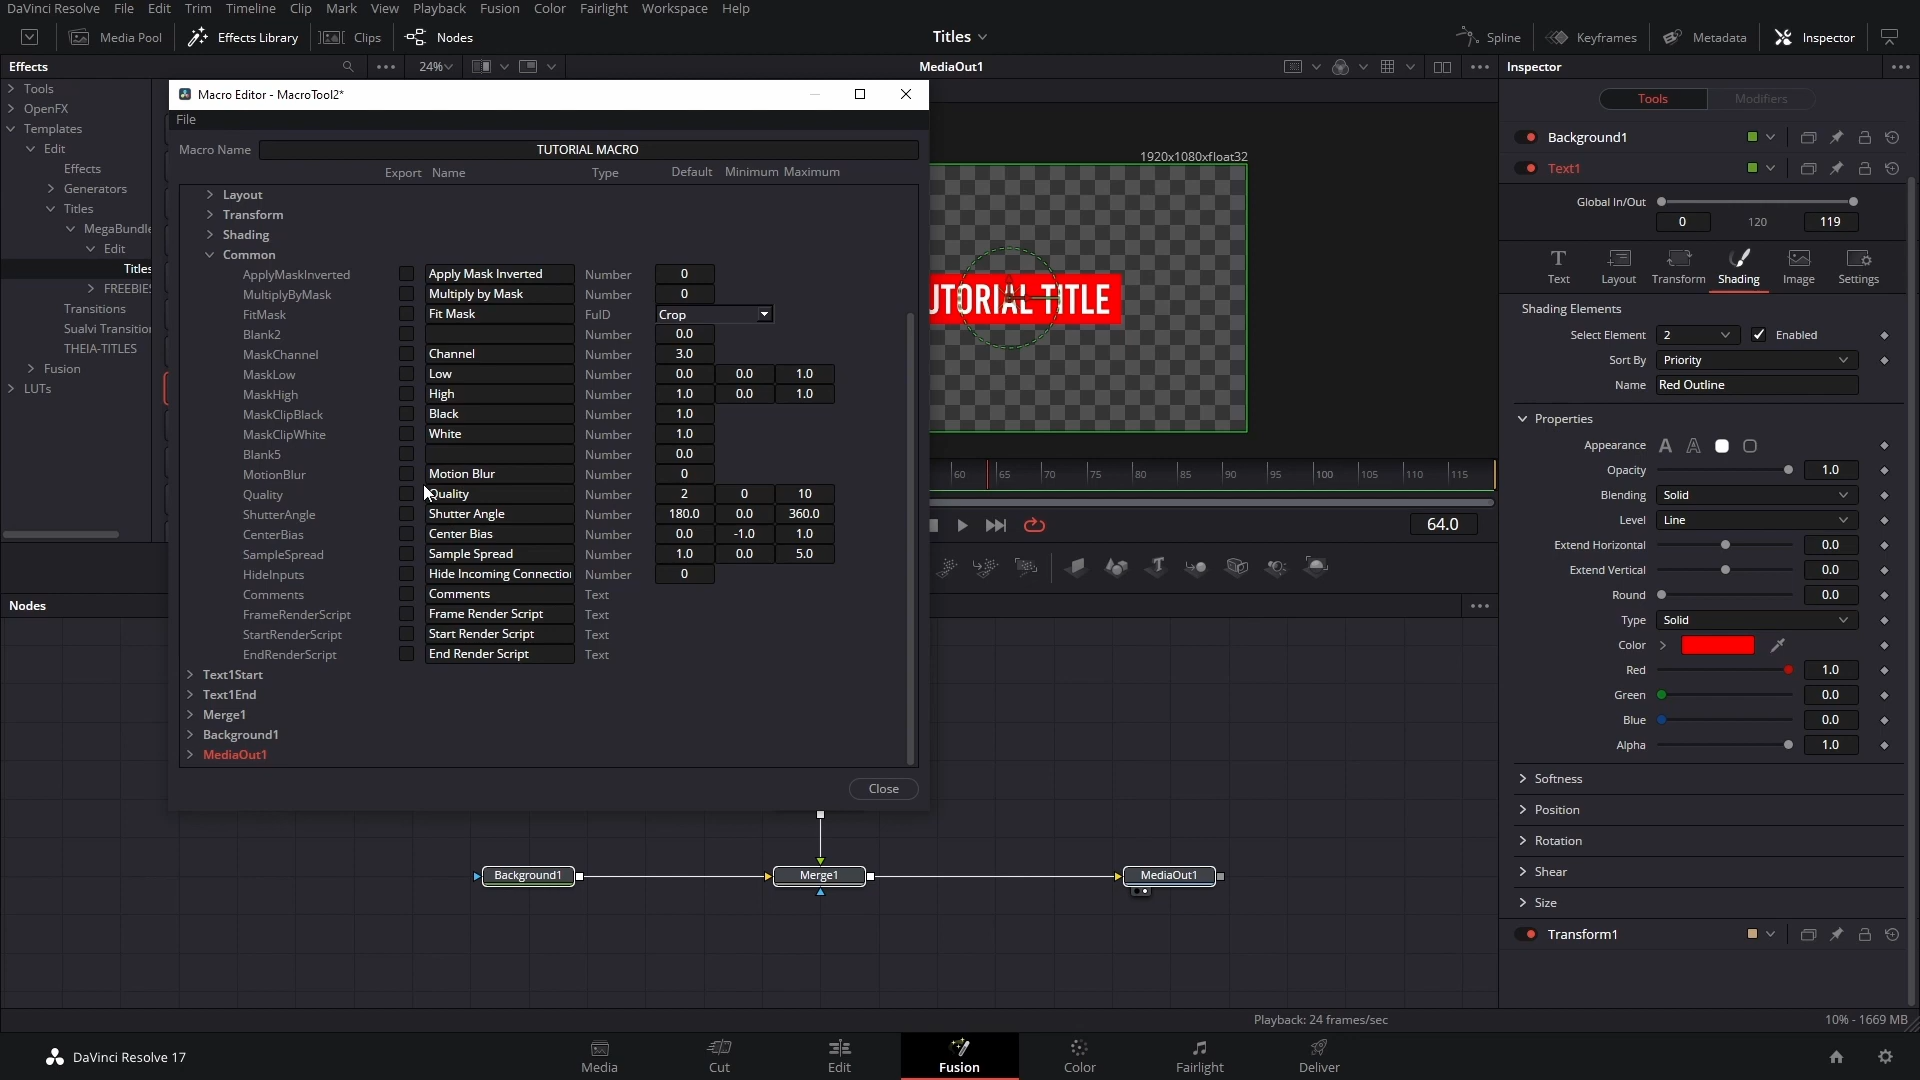 DaVinci Resolve File Edit Trim Timeline Clip Mark View Playback Fusion Color Fairlight Workspace Help
Media Pool Effects Library Clips Nodes Titles Spline Keyframes Metadata Inspector
Effects 24% MediaOut1 Inspector
Tools
OpenFX
Templates
Edit
Effects
Generators
Titles
MegaBundle
Edit
Titles
FREEBIES
Transitions
Sualvi Transitio
THEIA-TITLES
Fusion
LUTs
Macro Editor - MacroTool2*
File
Macro Name TUTORIAL MACRO
Export Name Type Default Minimum Maximum
Layout
Transform
Shading
Common
ApplyMaskInverted Apply Mask Inverted Number 0
MultiplyByMask Multiply by Mask Number 0
FitMask Fit Mask FuID Crop
Blank2 Number 0.0
MaskChannel Channel Number 3.0
MaskLow Low Number 0.0 0.0 1.0
MaskHigh High Number 1.0 0.0 1.0
MaskClipBlack Black Number 1.0
MaskClipWhite White Number 1.0
Blank5 Number 0.0
MotionBlur Motion Blur Number 0
Quality Quality Number 2 0 10
ShutterAngle Shutter Angle Number 180.0 0.0 360.0
CenterBias Center Bias Number 0.0 -1.0 1.0
SampleSpread Sample Spread Number 1.0 0.0 5.0
HideInputs Hide Incoming Connection Number 0
Comments Comments Text
FrameRenderScript Frame Render Script Text
StartRenderScript Start Render Script Text
EndRenderScript End Render Script Text
Text1Start
Text1End
Merge1
Background1
MediaOut1
Close
1920x1080xfloat32
UTORIAL TITLE
60 65 70 75 80 85 90 95 100 105 110 115
64.0
Nodes
Background1 Merge1 MediaOut1
Tools Modifiers
Background1
Text1
Global In/Out
0 120 119
Text Layout Transform Shading Image Settings
Shading Elements
Select Element 2 Enabled
Sort By Priority
Name Red Outline
Properties
Appearance A A
Opacity 1.0
Blending Solid
Level Line
Extend Horizontal 0.0
Extend Vertical 0.0
Round 0.0
Type Solid
Color
Red 1.0
Green 0.0
Blue 0.0
Alpha 1.0
Softness
Position
Rotation
Shear
Size
Transform1
Playback: 24 frames/sec 10% - 1669 MB
DaVinci Resolve 17 Media Cut Edit Fusion Color Fairlight Deliver